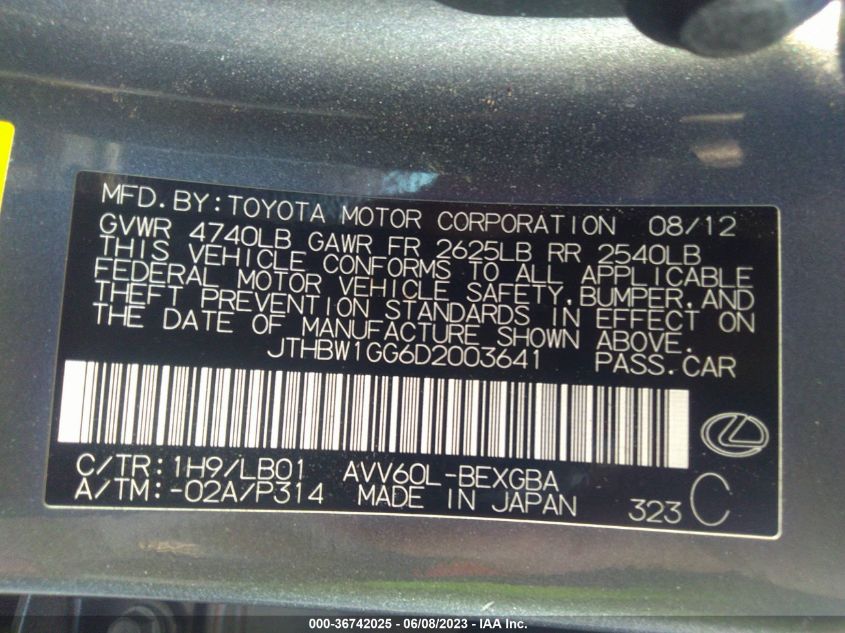 MFD.BY:TOYOTA MOTOR CORPORATION 08/12
GVWR 4740LB GAWR FR 2625LB RR 2540LB
THIS VEHICLE CONFORMS TO ALL APPLICABLE
FEDERAL MOTOR VEHICLE SAFETY,BUMPER,AND
THEFT PREVENTION STANDARDS IN EFFECT ON
THE DATE OF MANUFACTURE SHOWN ABOVE.
JTHBW1GG6D2003641 PASS.CAR
C/TR:1H9/LB01 AVV60L-BEXGBA
A/TM:-02A/P314 MADE IN JAPAN 323 C
000-36742025 - 06/08/2023 - IAA Inc.